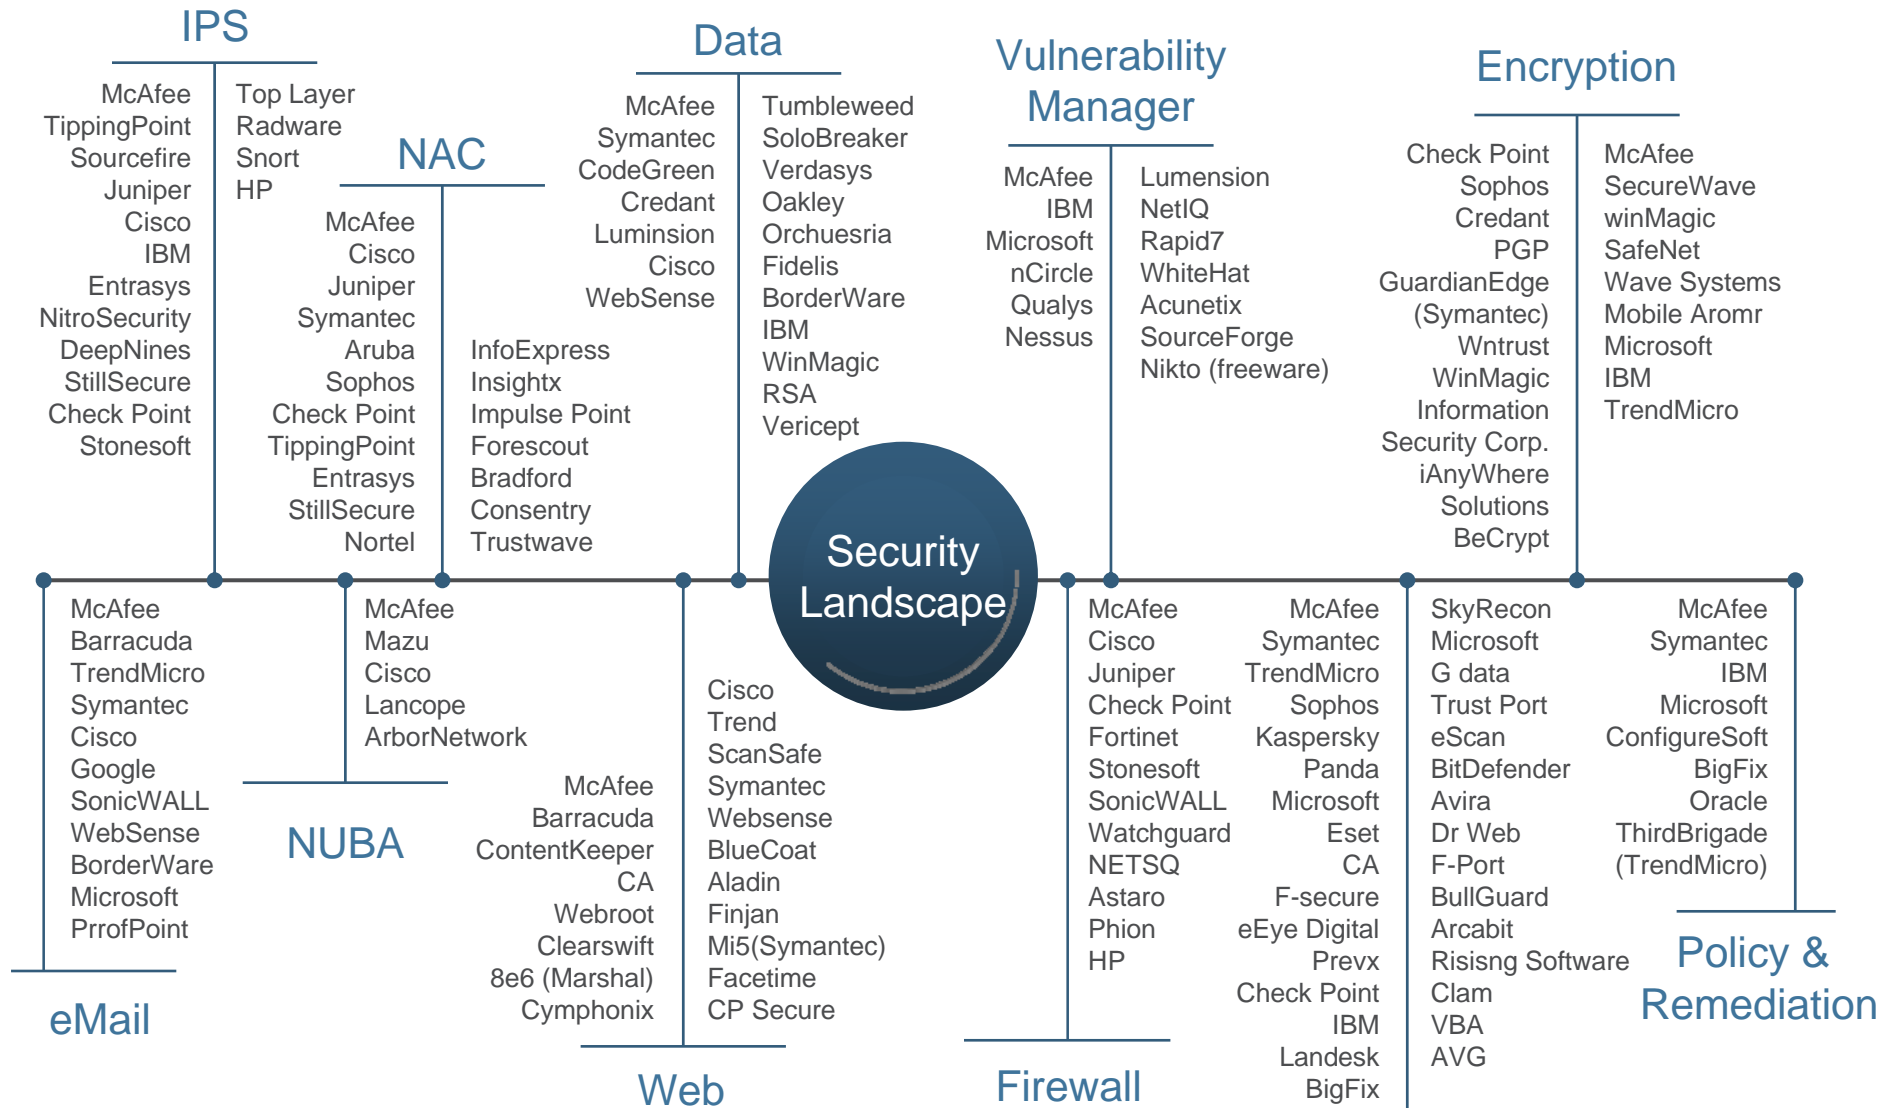 IPS
McAfee
TippingPoint
Sourcefire
Juniper
Cisco
IBM
Entrasys
NitroSecurity
DeepNines
StillSecure
Check Point
Stonesoft
Top Layer
Radware
Snort
HP
NAC
McAfee
Cisco
Juniper
Symantec
Aruba
Sophos
Check Point
TippingPoint
Entrasys
StillSecure
Nortel
InfoExpress
Insightx
Impulse Point
Forescout
Bradford
Consentry
Trustwave
Data
McAfee
Symantec
CodeGreen
Credant
Luminsion
Cisco
WebSense
Tumbleweed
SoloBreaker
Verdasys
Oakley
Orchuesria
Fidelis
BorderWare
IBM
WinMagic
RSA
Vericept
Vulnerability
Manager
McAfee
IBM
Microsoft
nCircle
Qualys
Nessus
Lumension
NetIQ
Rapid7
WhiteHat
Acunetix
SourceForge
Nikto (freeware)
Encryption
Check Point
Sophos
Credant
PGP
GuardianEdge
(Symantec)
Wntrust
WinMagic
Information
Security Corp.
iAnyWhere
Solutions
BeCrypt
McAfee
SecureWave
winMagic
SafeNet
Wave Systems
Mobile Aromr
Microsoft
IBM
TrendMicro
Security
Landscape
McAfee
Barracuda
TrendMicro
Symantec
Cisco
Google
SonicWALL
WebSense
BorderWare
Microsoft
PrrofPoint
eMail
McAfee
Mazu
Cisco
Lancope
ArborNetwork
NUBA
McAfee
Barracuda
ContentKeeper
CA
Webroot
Clearswift
8e6 (Marshal)
Cymphonix
Cisco
Trend
ScanSafe
Symantec
Websense
BlueCoat
Aladin
Finjan
Mi5(Symantec)
Facetime
CP Secure
Web
McAfee
Cisco
Juniper
Check Point
Fortinet
Stonesoft
SonicWALL
Watchguard
NETSQ
Astaro
Phion
HP
Firewall
McAfee
Symantec
TrendMicro
Sophos
Kaspersky
Panda
Microsoft
Eset
CA
F-secure
eEye Digital
Prevx
Check Point
IBM
Landesk
BigFix
SkyRecon
Microsoft
G data
Trust Port
eScan
BitDefender
Avira
Dr Web
F-Port
BullGuard
Arcabit
Risisng Software
Clam
VBA
AVG
McAfee
Symantec
IBM
Microsoft
ConfigureSoft
BigFix
Oracle
ThirdBrigade
(TrendMicro)
Policy &
Remediation